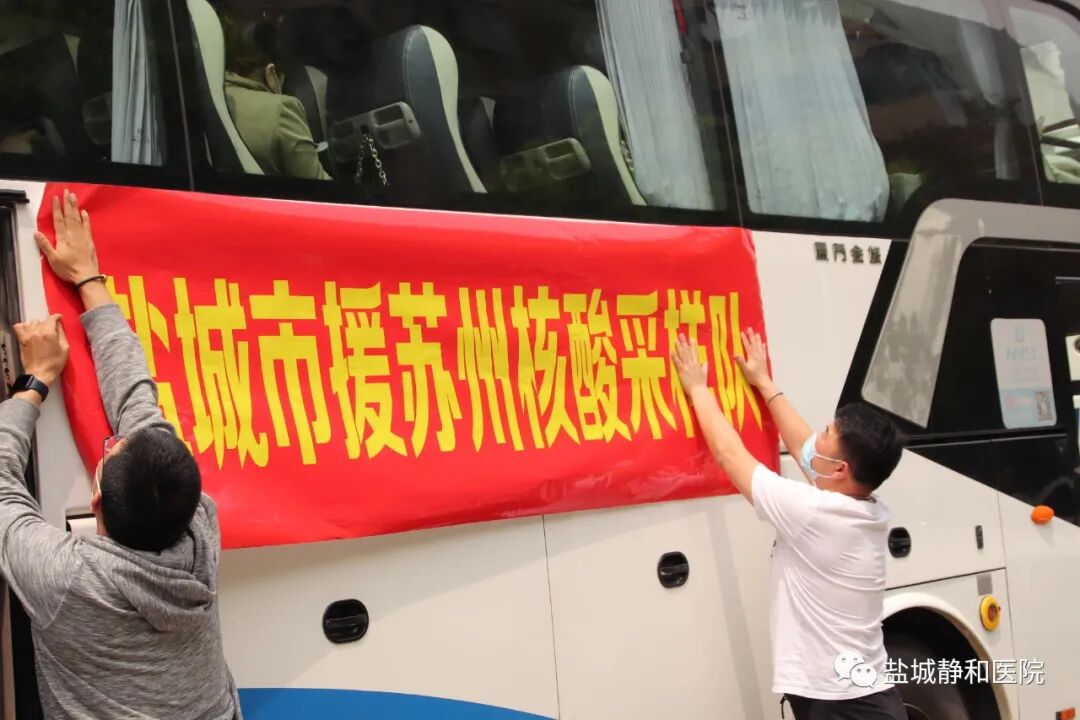 盐城市援苏州核酸采样队
厦门金旅
盐城静和医院